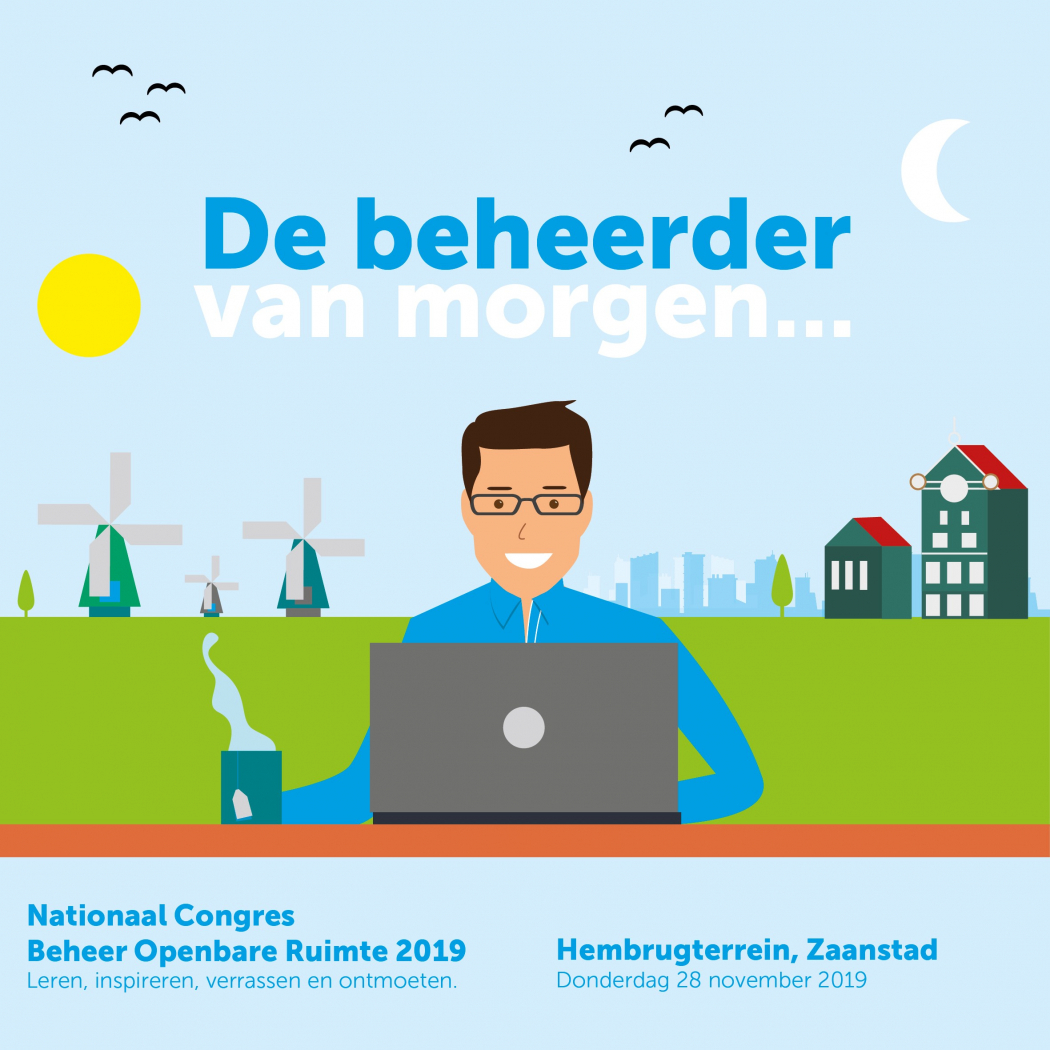 De beheerder
van morgen...
Nationaal Congres
Beheer Openbare Ruimte 2019
Leren, inspireren, verrassen en ontmoeten.
Hembrugterrein, Zaanstad
Donderdag 28 november 2019